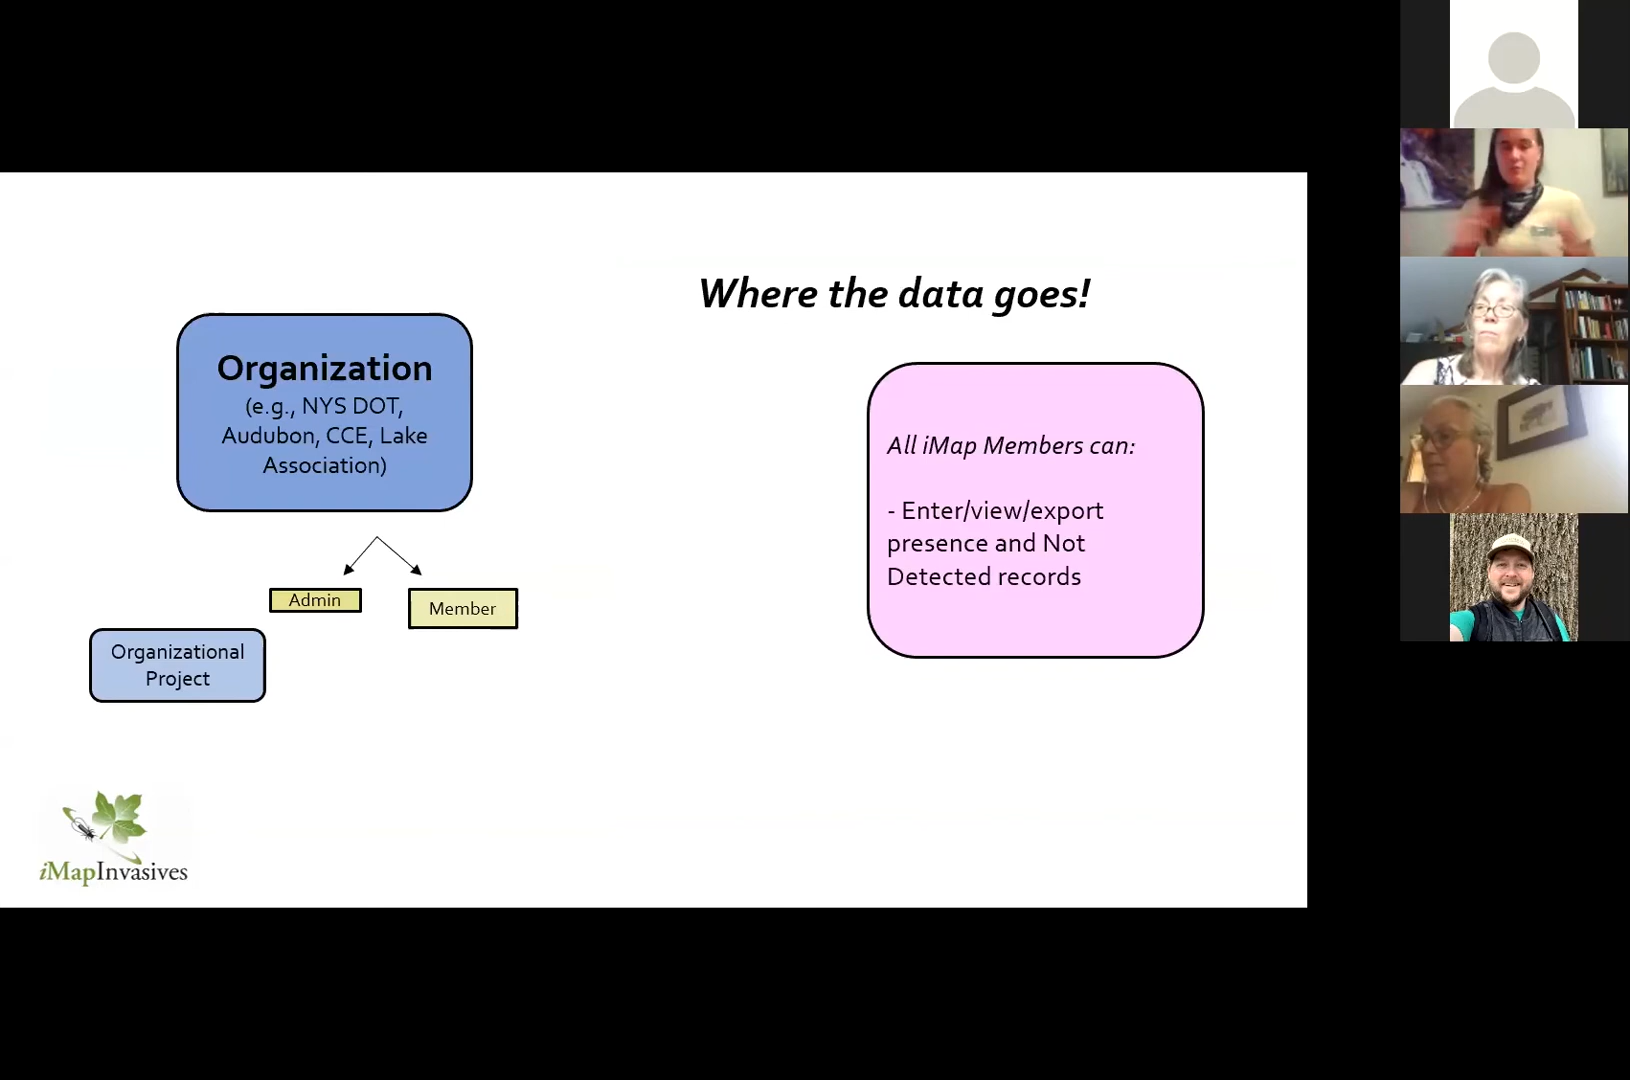 Where the data goes!
Organization
(e.g., NYS DOT,
Audubon, CCE, Lake
Association)
Admin
Member
Organizational
Project
All iMap Members can:
- Enter/view/export
presence and Not
Detected records
iMapInvasives